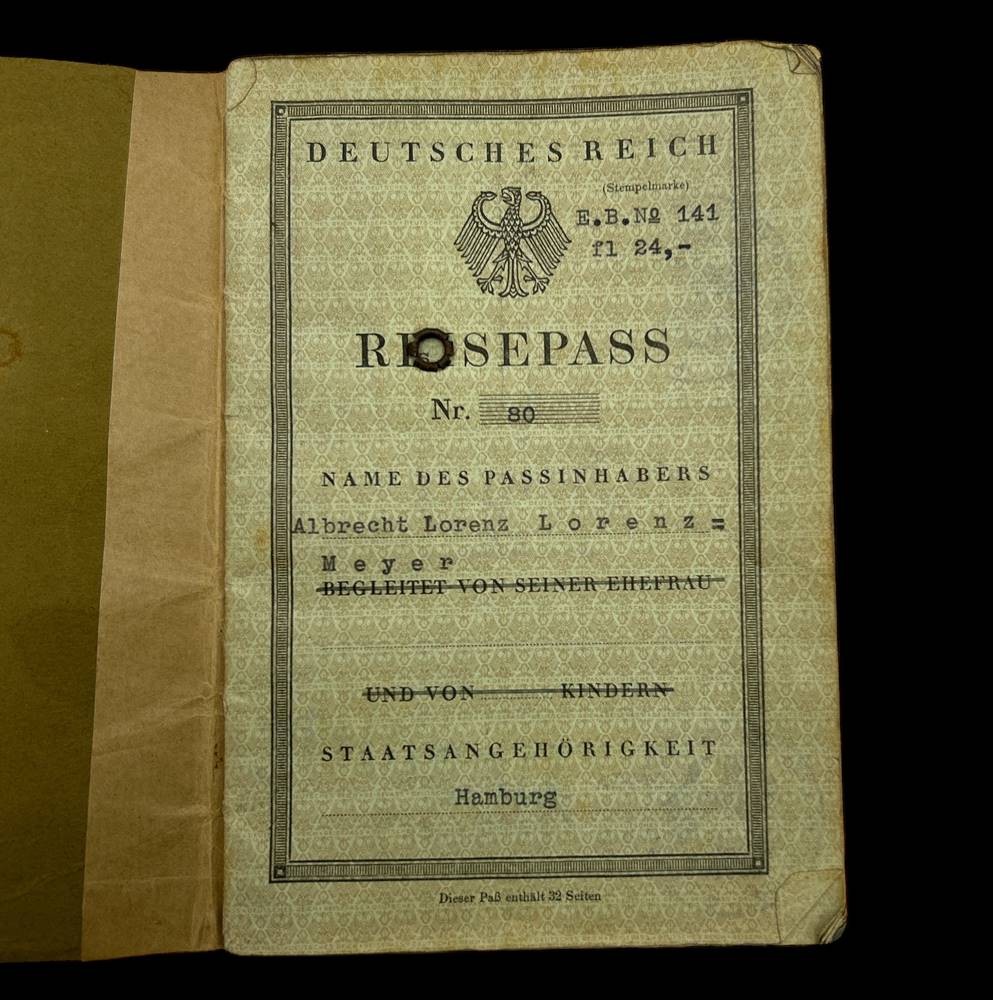 DEUTSCHES REICH
(Stempelmarke)
E.B.Nº 141
fl 24,-
REISEPASS
Nr. 80
NAME DES PASSINHABERS
Albrecht Lorenz Lorenz=
Meyer
BEGLEITET VON SEINER EHEFRAU
UND VON KINDERN
STAATSANGEHÖRIGKEIT
Hamburg
Dieser Paß enthält 32 Seiten